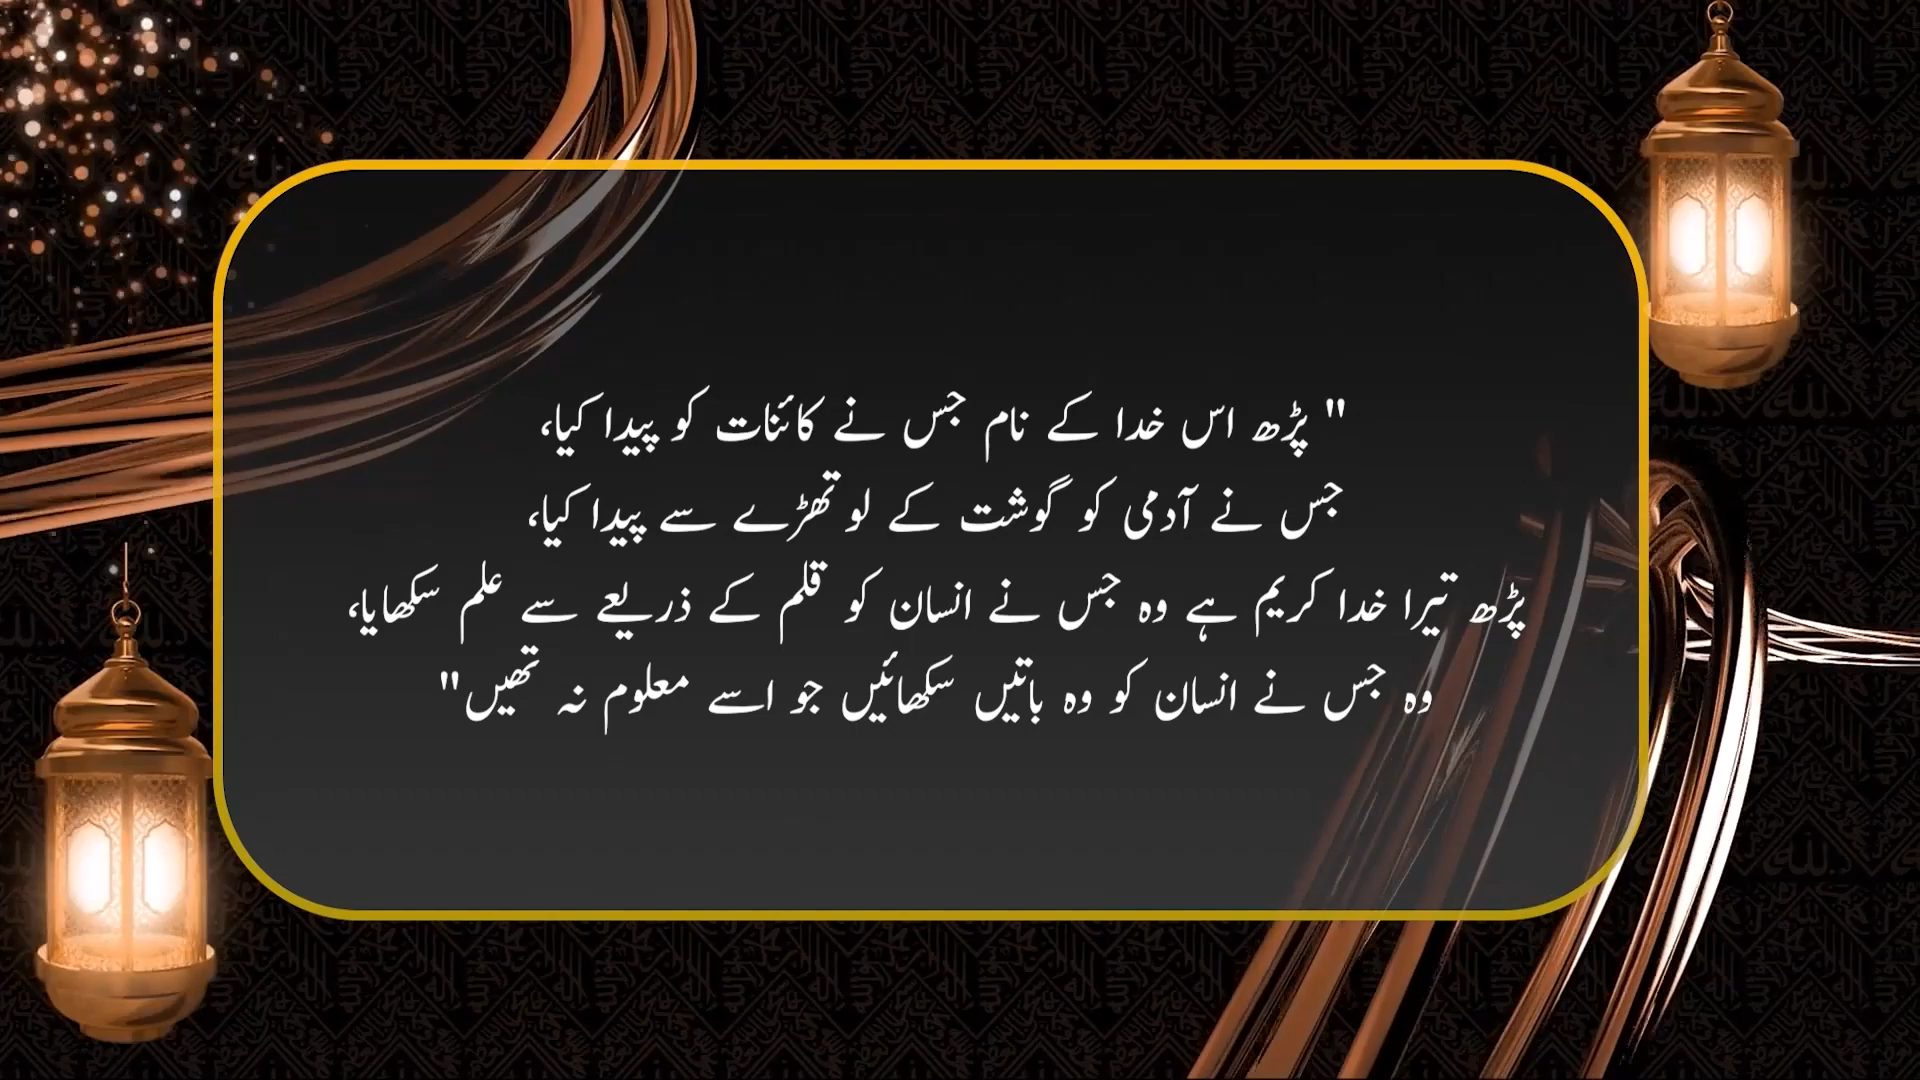 " پڑھ اس خدا کے نام جس نے کائنات کو پیدا کیا،
جس نے آدمی کو گوشت کے لوتھڑے سے پیدا کیا،
پڑھ تیرا خدا کریم ہے وہ جس نے انسان کو قلم کے ذریعے سے علم سکھایا،
وہ جس نے انسان کو وہ باتیں سکھائیں جو اسے معلوم نہ تھیں"